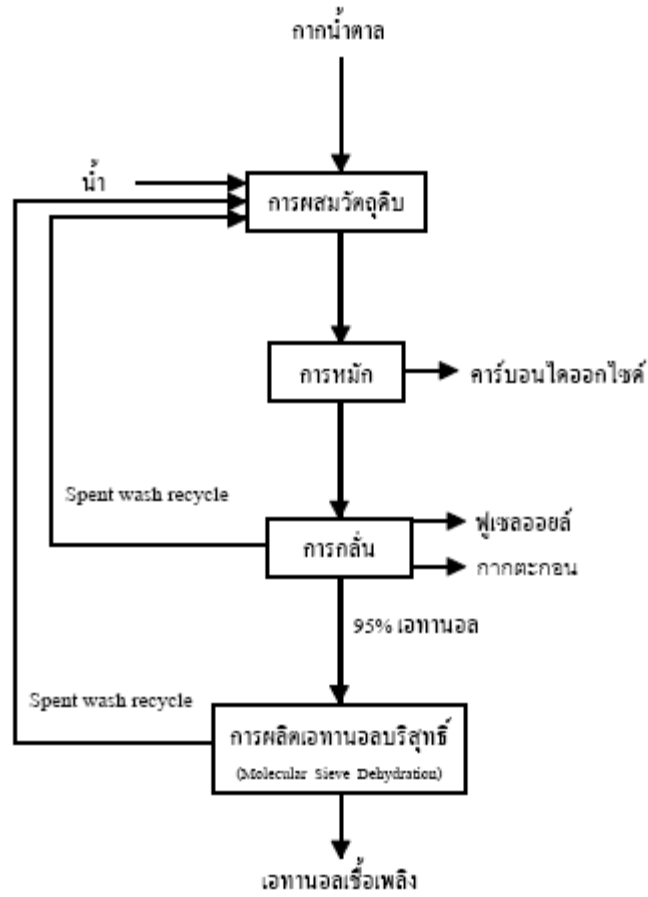 กากน้ำตาล
น้ำ
การผสมวัตถุดิบ
การหมัก
คาร์บอนไดออกไซด์
Spent wash recycle
ฟูเซลออยล์
การกลั่น
กากตะกอน
95% เอทานอล
Spent wash recycle
การผลิตเอทานอลบริสุทธิ์
(Molecular Sieve Dehydration)
เอทานอลเชื้อเพลิง